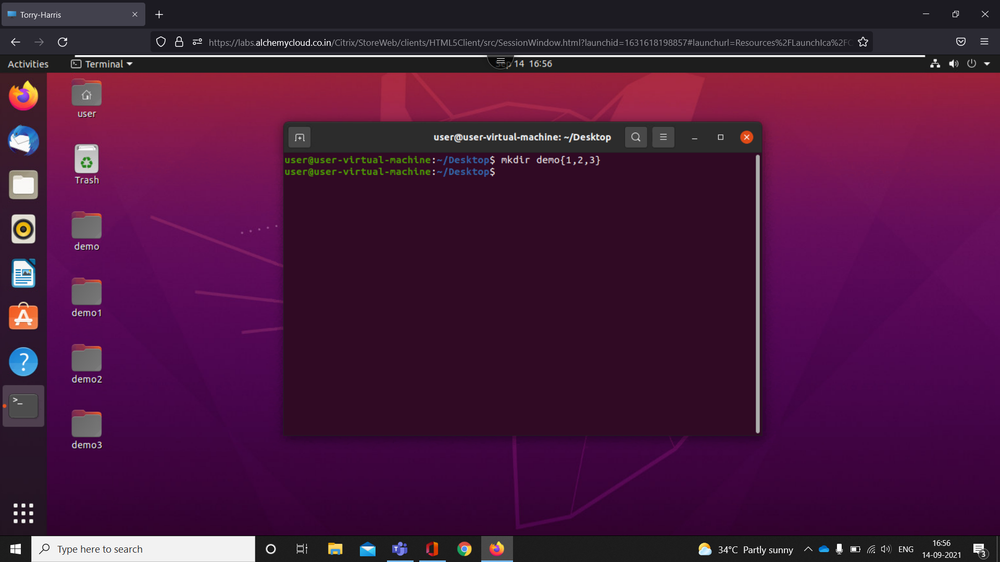 Torry-Harris
https://labs.alchemycloud.co.in/Citrix/StoreWeb/clients/HTML5Client/src/SessionWindow.html?launchid=1631618198857#launchurl=Resources%2FLaunchIca%2FC
Activities
Terminal
14 16:56
user
Trash
demo
demo1
demo2
demo3
user@user-virtual-machine: ~/Desktop
user@user-virtual-machine:~/Desktop$ mkdir demo{1,2,3}
user@user-virtual-machine:~/Desktop$
Type here to search
34°C Partly sunny
ENG
16:56
14-09-2021
3